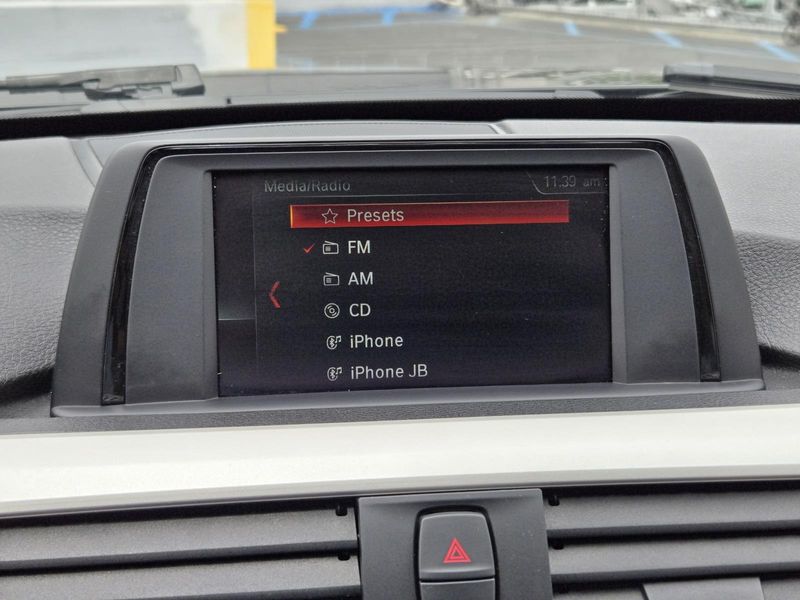 Media/Radio
11:39 am
Presets
FM
AM
CD
iPhone
iPhone JB